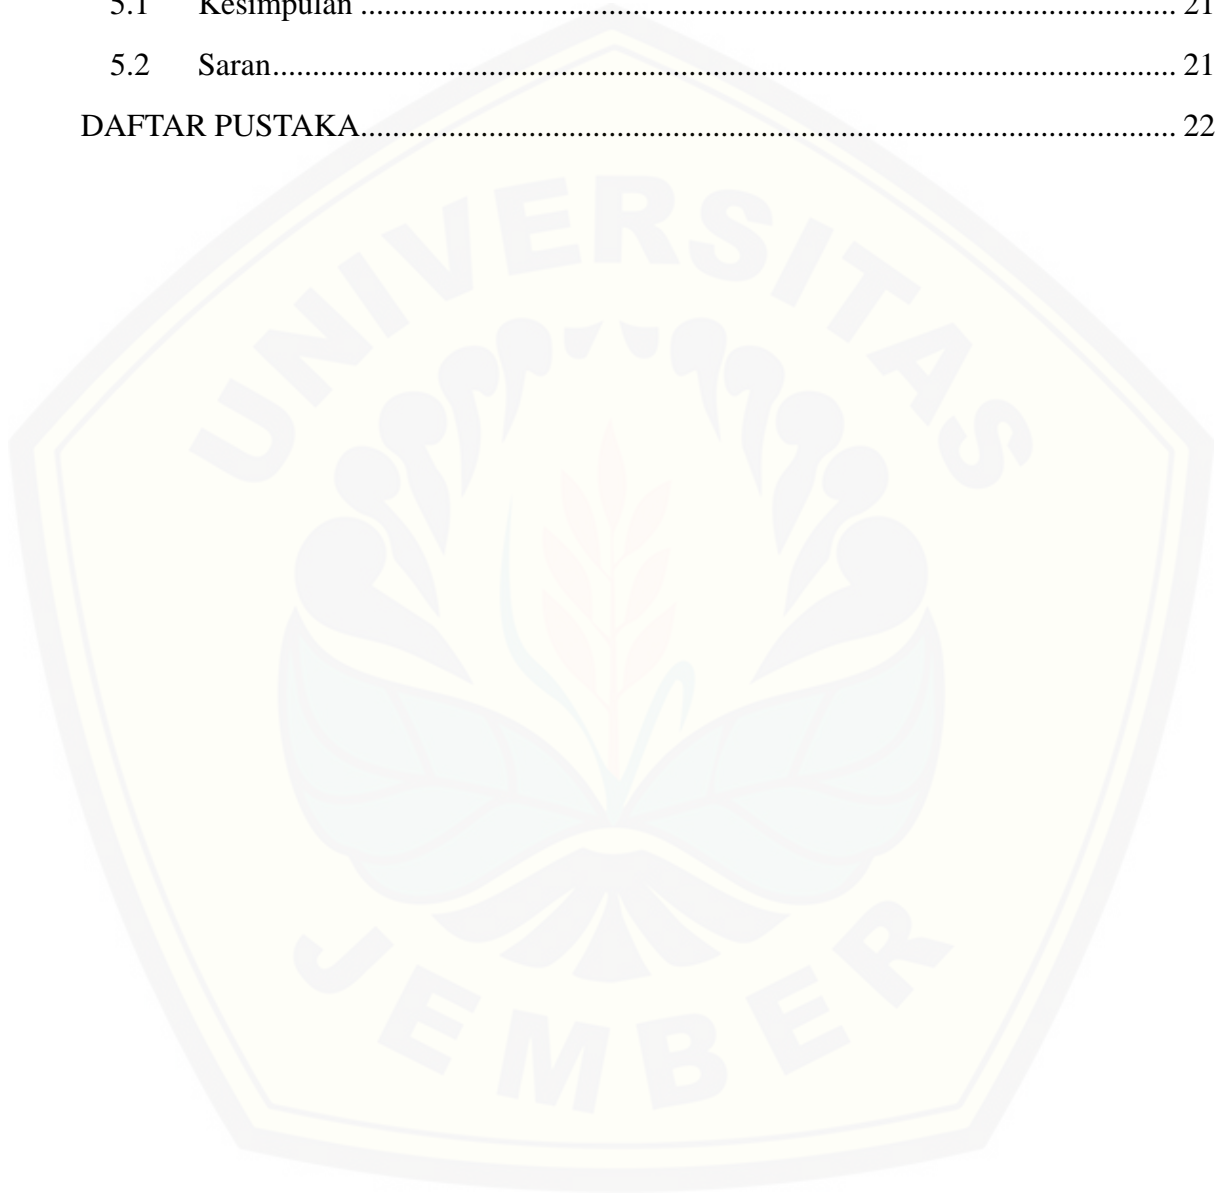 5.1 Kesimpulan ........................................................................................................ 21
5.2 Saran................................................................................................................... 21
DAFTAR PUSTAKA....................................................................................................... 22
UNIVERSITAS
JEMBER